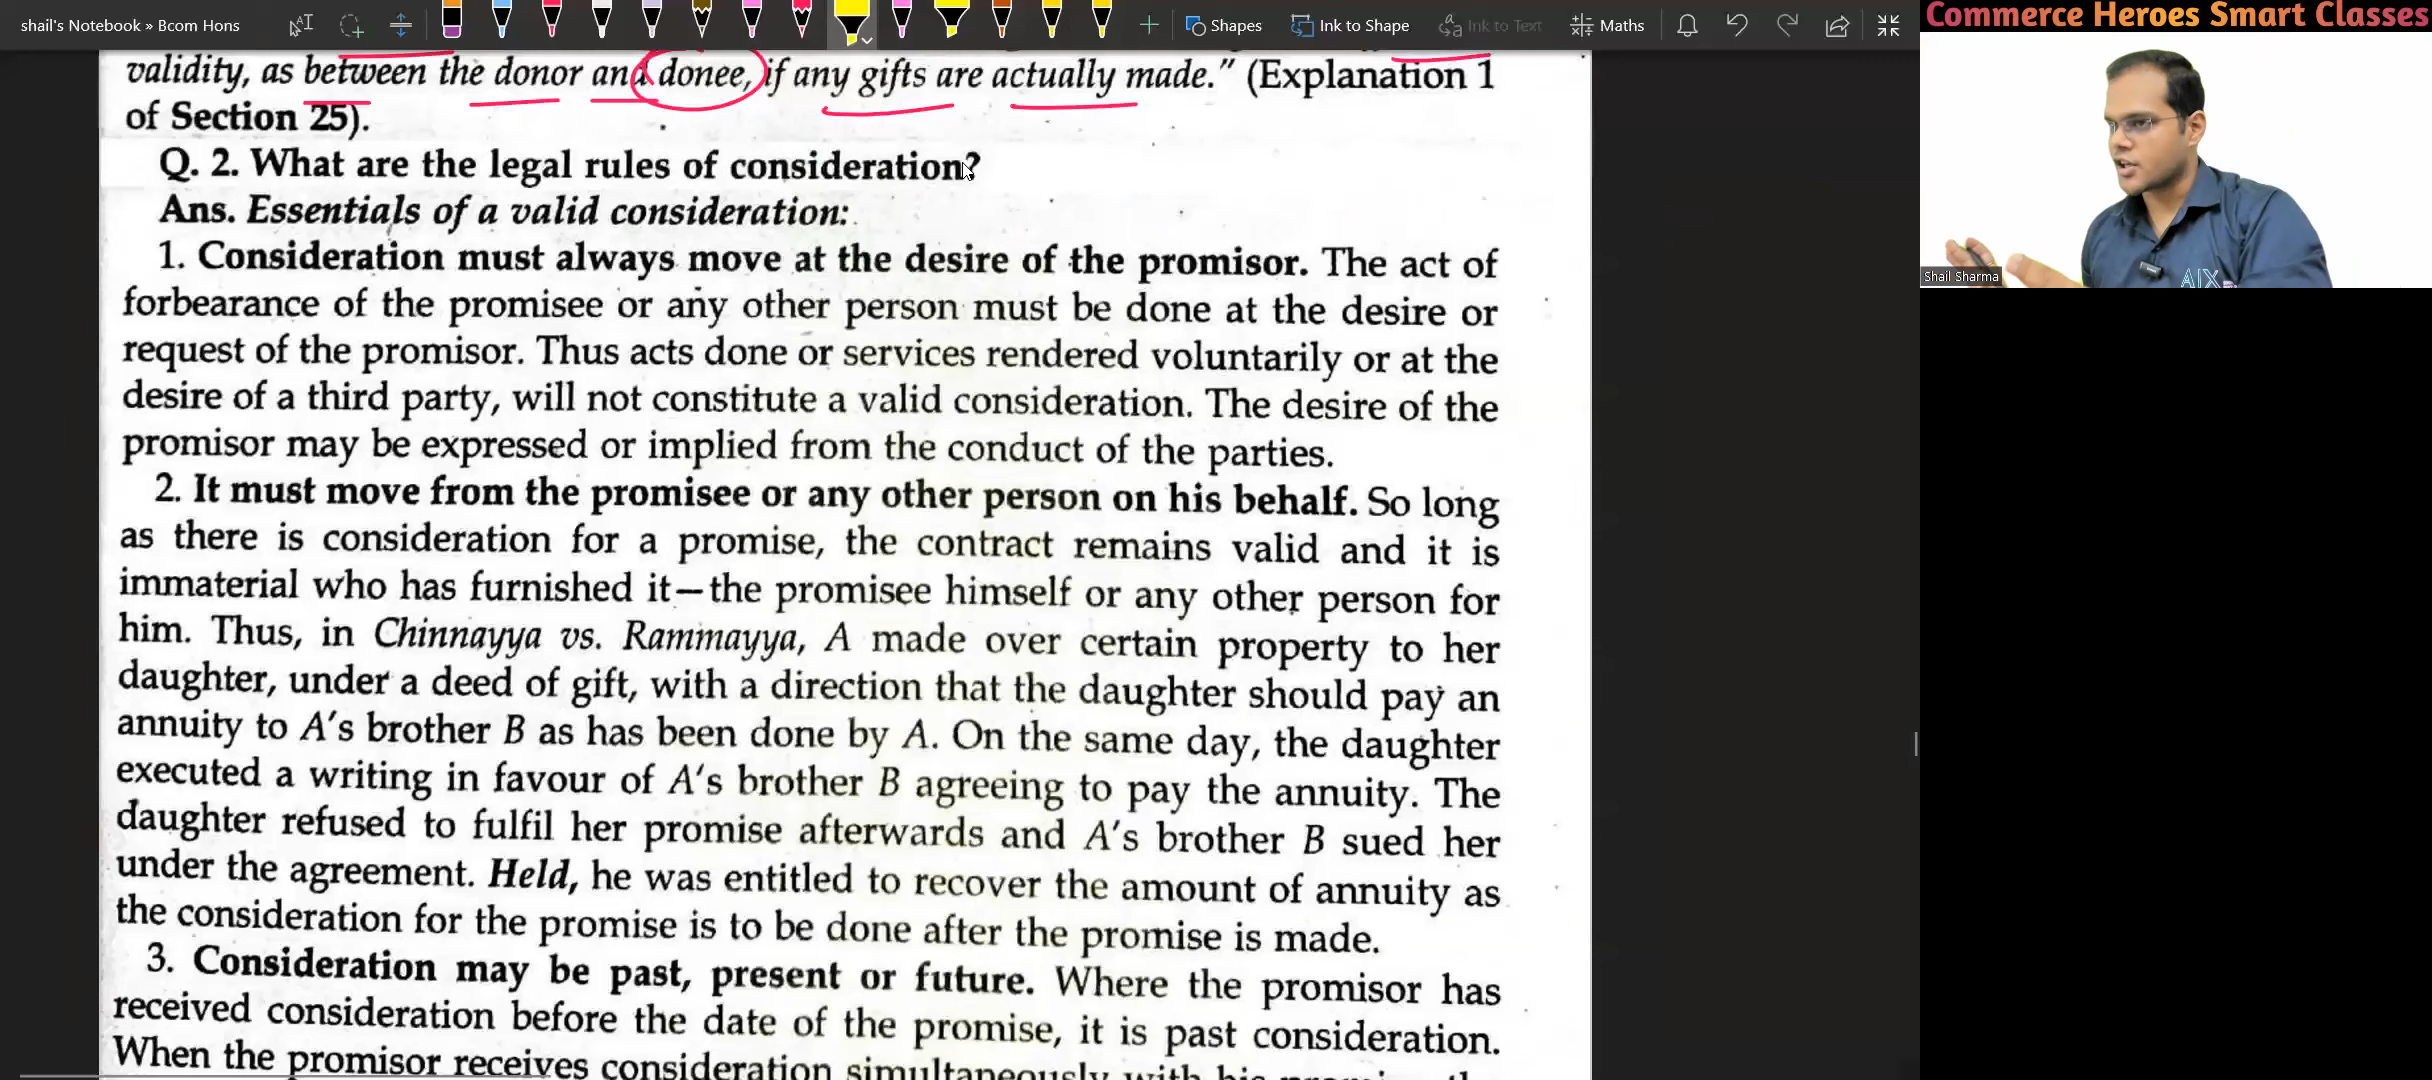 shail's Notebook » Bcom Hons
Shapes
Ink to Shape
Ink to Text
Maths
Commerce Heroes Smart Classes
validity, as between the donor and donee, if any gifts are actually made." (Explanation 1
of Section 25).
Q. 2. What are the legal rules of consideration?
Ans. Essentials of a valid consideration:
1. Consideration must always move at the desire of the promisor. The act of
forbearance of the promisee or any other person must be done at the desire or
request of the promisor. Thus acts done or services rendered voluntarily or at the
desire of a third party, will not constitute a valid consideration. The desire of the
promisor may be expressed or implied from the conduct of the parties.
2. It must move from the promisee or any other person on his behalf. So long
as there is consideration for a promise, the contract remains valid and it is
immaterial who has furnished it—the promisee himself or any other person for
him. Thus, in Chinnayya vs. Rammayya, A made over certain property to her
daughter, under a deed of gift, with a direction that the daughter should pay an
annuity to A's brother B as has been done by A. On the same day, the daughter
executed a writing in favour of A's brother B agreeing to pay the annuity. The
daughter refused to fulfil her promise afterwards and A's brother B sued her
under the agreement. Held, he was entitled to recover the amount of annuity as
the consideration for the promise is to be done after the promise is made.
3. Consideration may be past, present or future. Where the promisor has
received consideration before the date of the promise, it is past consideration.
When the promisor receives consideration simultaneously with his
Shail Sharma
AJX